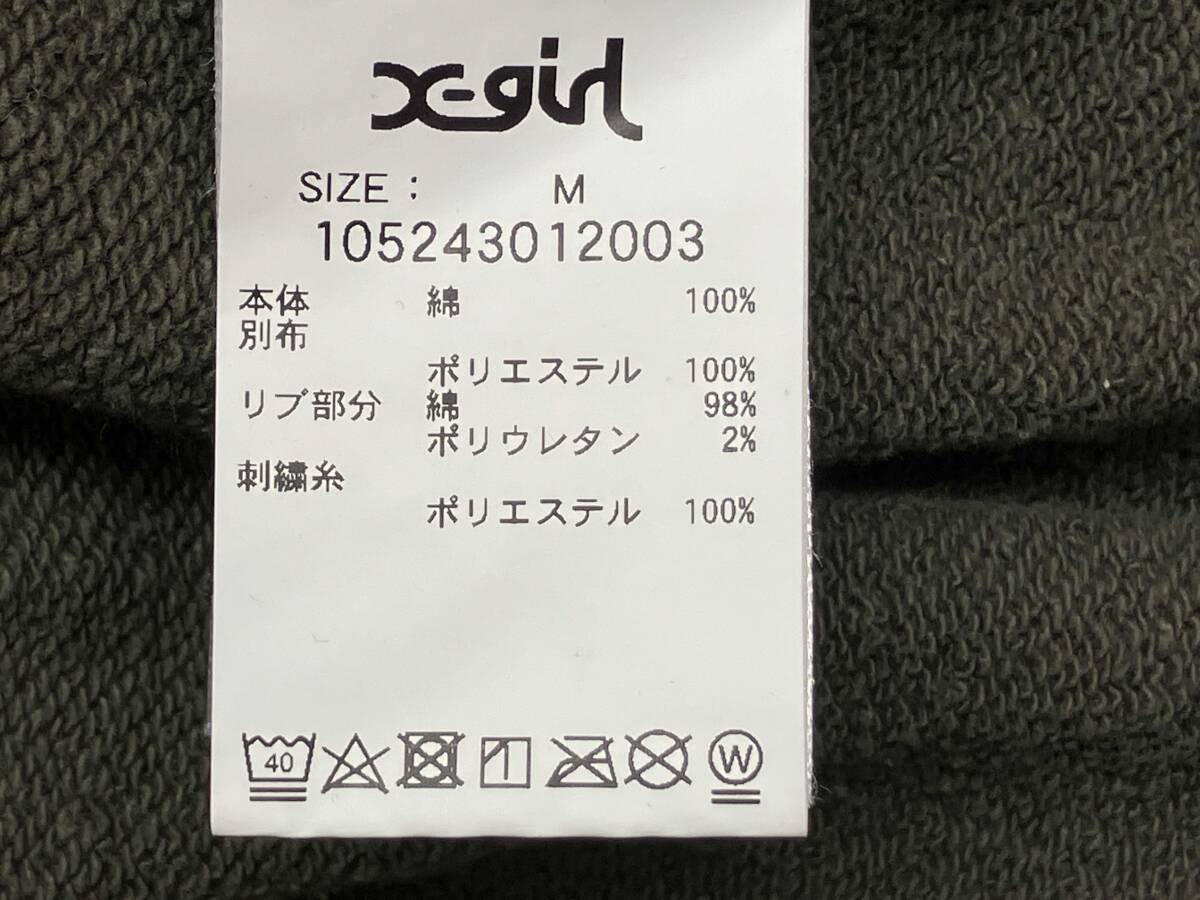 X-girl
SIZE : M
105243012003
本体 綿 100%
別布
ポリエステル 100%
リブ部分 綿 98%
ポリウレタン 2%
刺繍糸
ポリエステル 100%
40 W